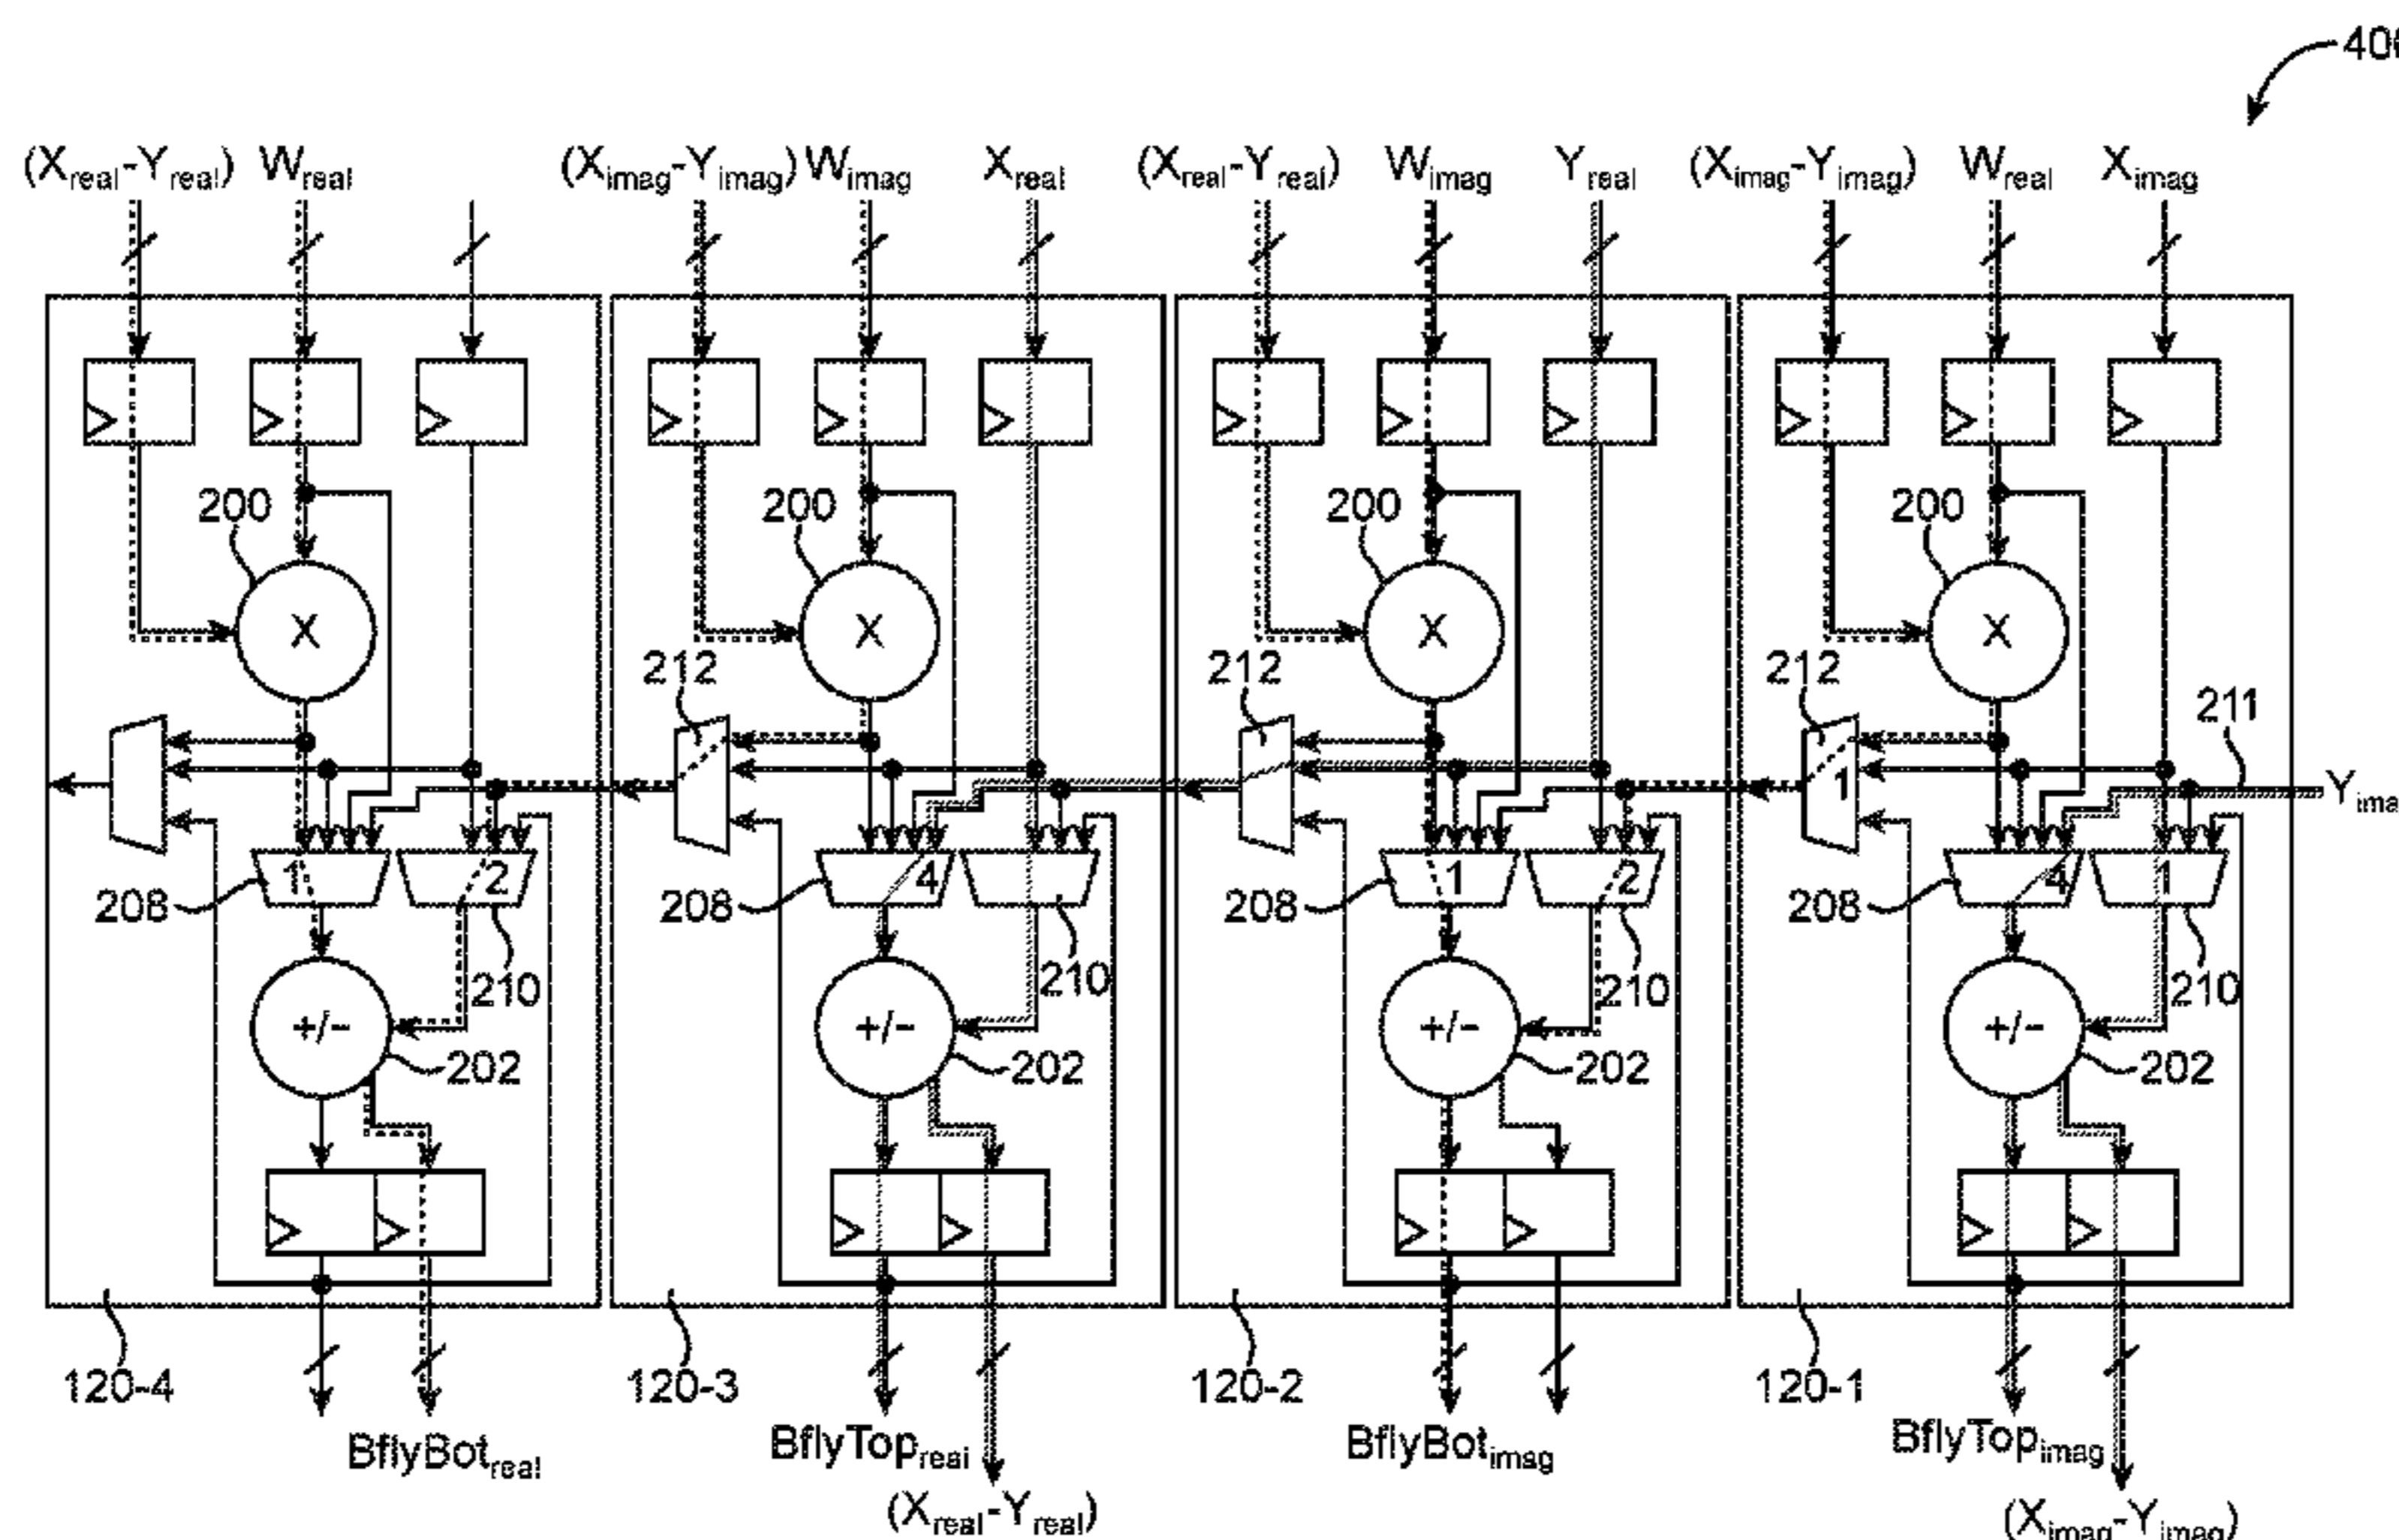 40
(Xreal-Yreal) Wreal (Ximag-Yimag) Wimag Xreal (Xreal-Yreal) Wimag Yreal (Ximag-Yimag) Wreal Ximag
200 200 200 200
X X X X
212 212 212 211
1 Yima
1 2 4 1 2 4 1
208 208 208 208
210 210 210 210
+/- +/- +/- +/-
202 202 202 202
120-4 120-3 120-2 120-1
BflyBotreal BflyTopreal BflyBotimag BflyTopimag
(Xreal-Yreal) (Ximag-Yimag)